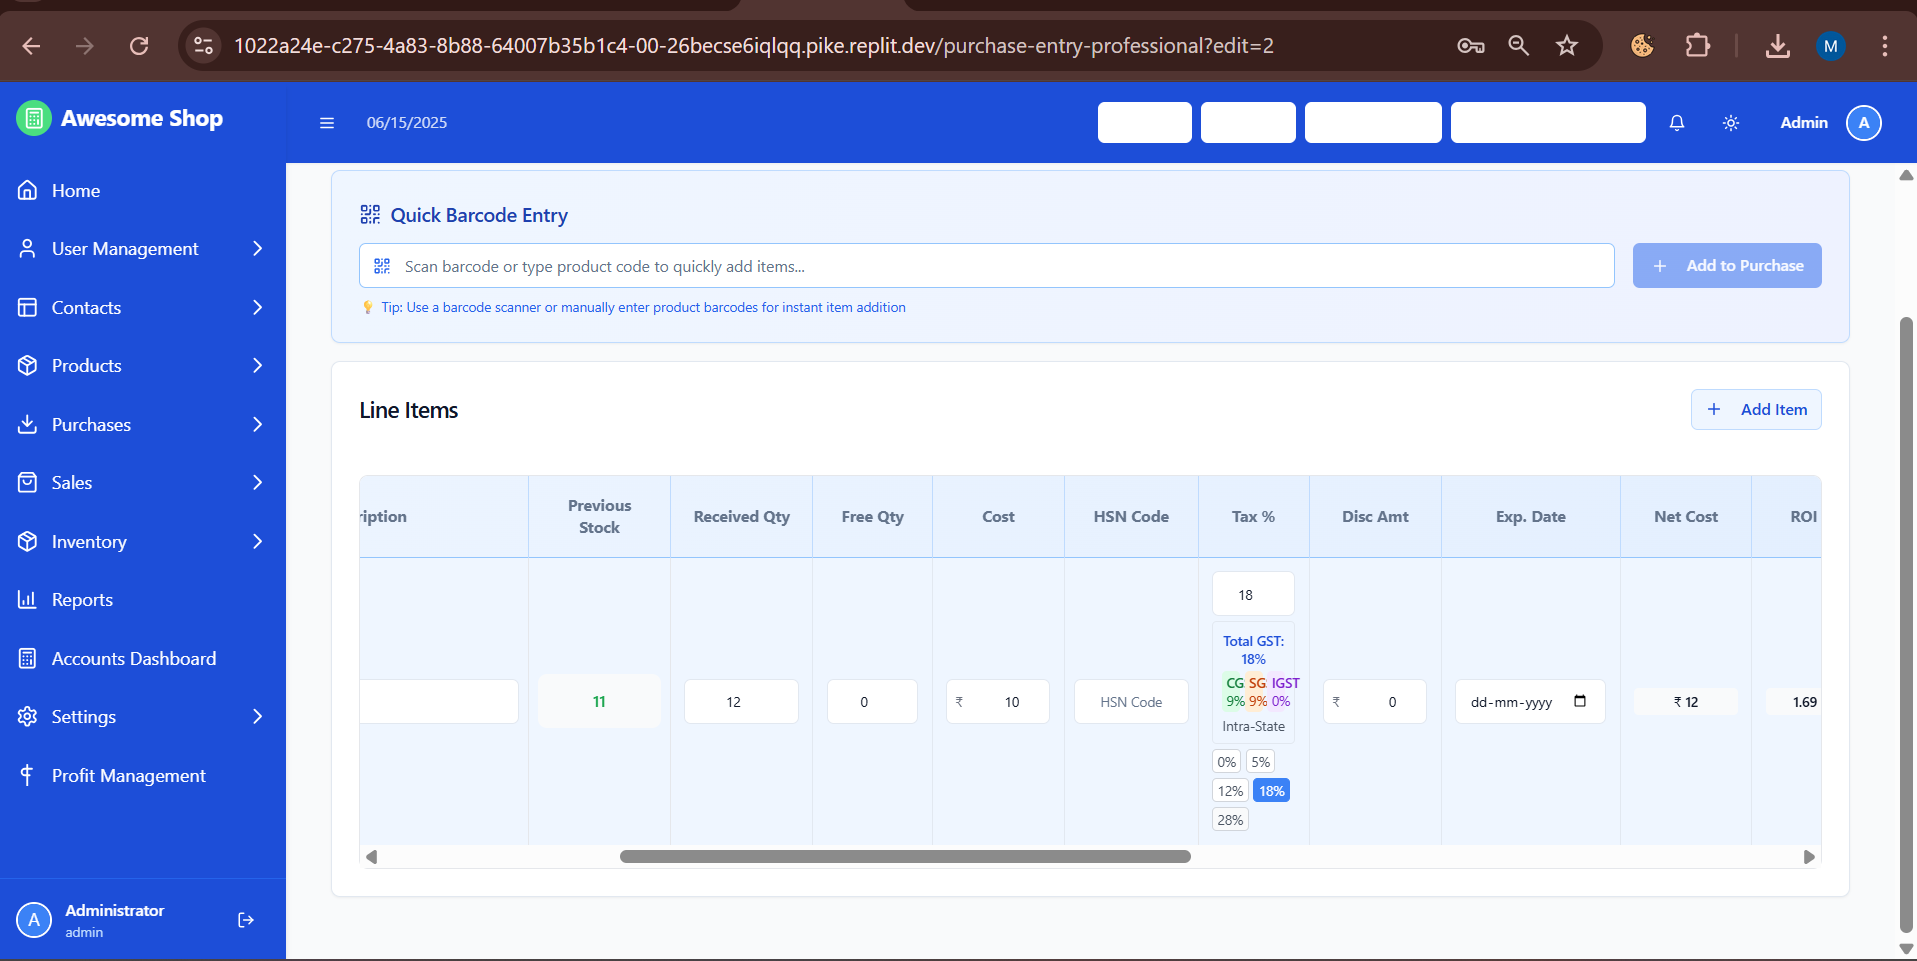 1022a24e-c275-4a83-8b88-64007b35b1c4-00-26becse6iqlqq.pike.replit.dev/purchase-entry-professional?edit=2
M
Awesome Shop
06/15/2025
Admin
A
Home
User Management
Contacts
Products
Purchases
Sales
Inventory
Reports
Accounts Dashboard
Settings
Profit Management
A
Administrator
admin
Quick Barcode Entry
Scan barcode or type product code to quickly add items...
+ Add to Purchase
Tip: Use a barcode scanner or manually enter product barcodes for instant item addition
Line Items
+ Add Item
ription
Previous
Stock
Received Qty
Free Qty
Cost
HSN Code
Tax %
Disc Amt
Exp. Date
Net Cost
ROI
11
12
0
₹ 10
HSN Code
18
Total GST:
18%
CG SG IGST
9% 9% 0%
Intra-State
0% 5%
12% 18%
28%
₹ 0
dd-mm-yyyy
₹ 12
1.69